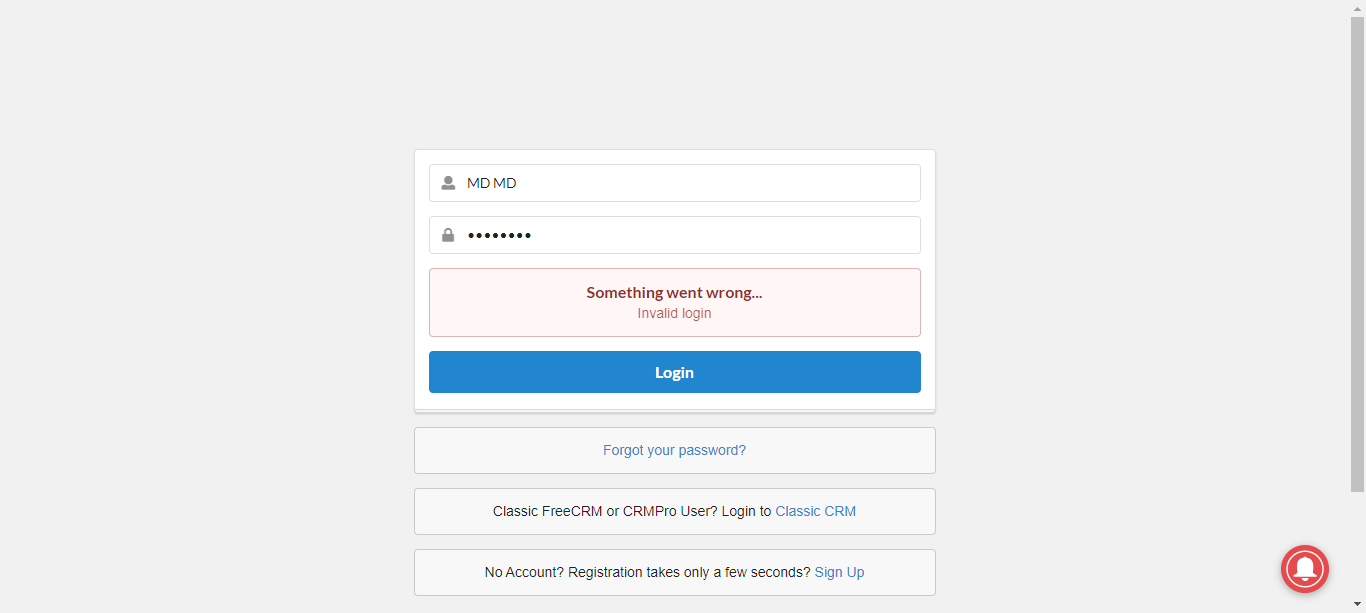 MD MD
••••••••
Something went wrong...
Invalid login
Login
Forgot your password?
Classic FreeCRM or CRMPro User? Login to Classic CRM
No Account? Registration takes only a few seconds? Sign Up